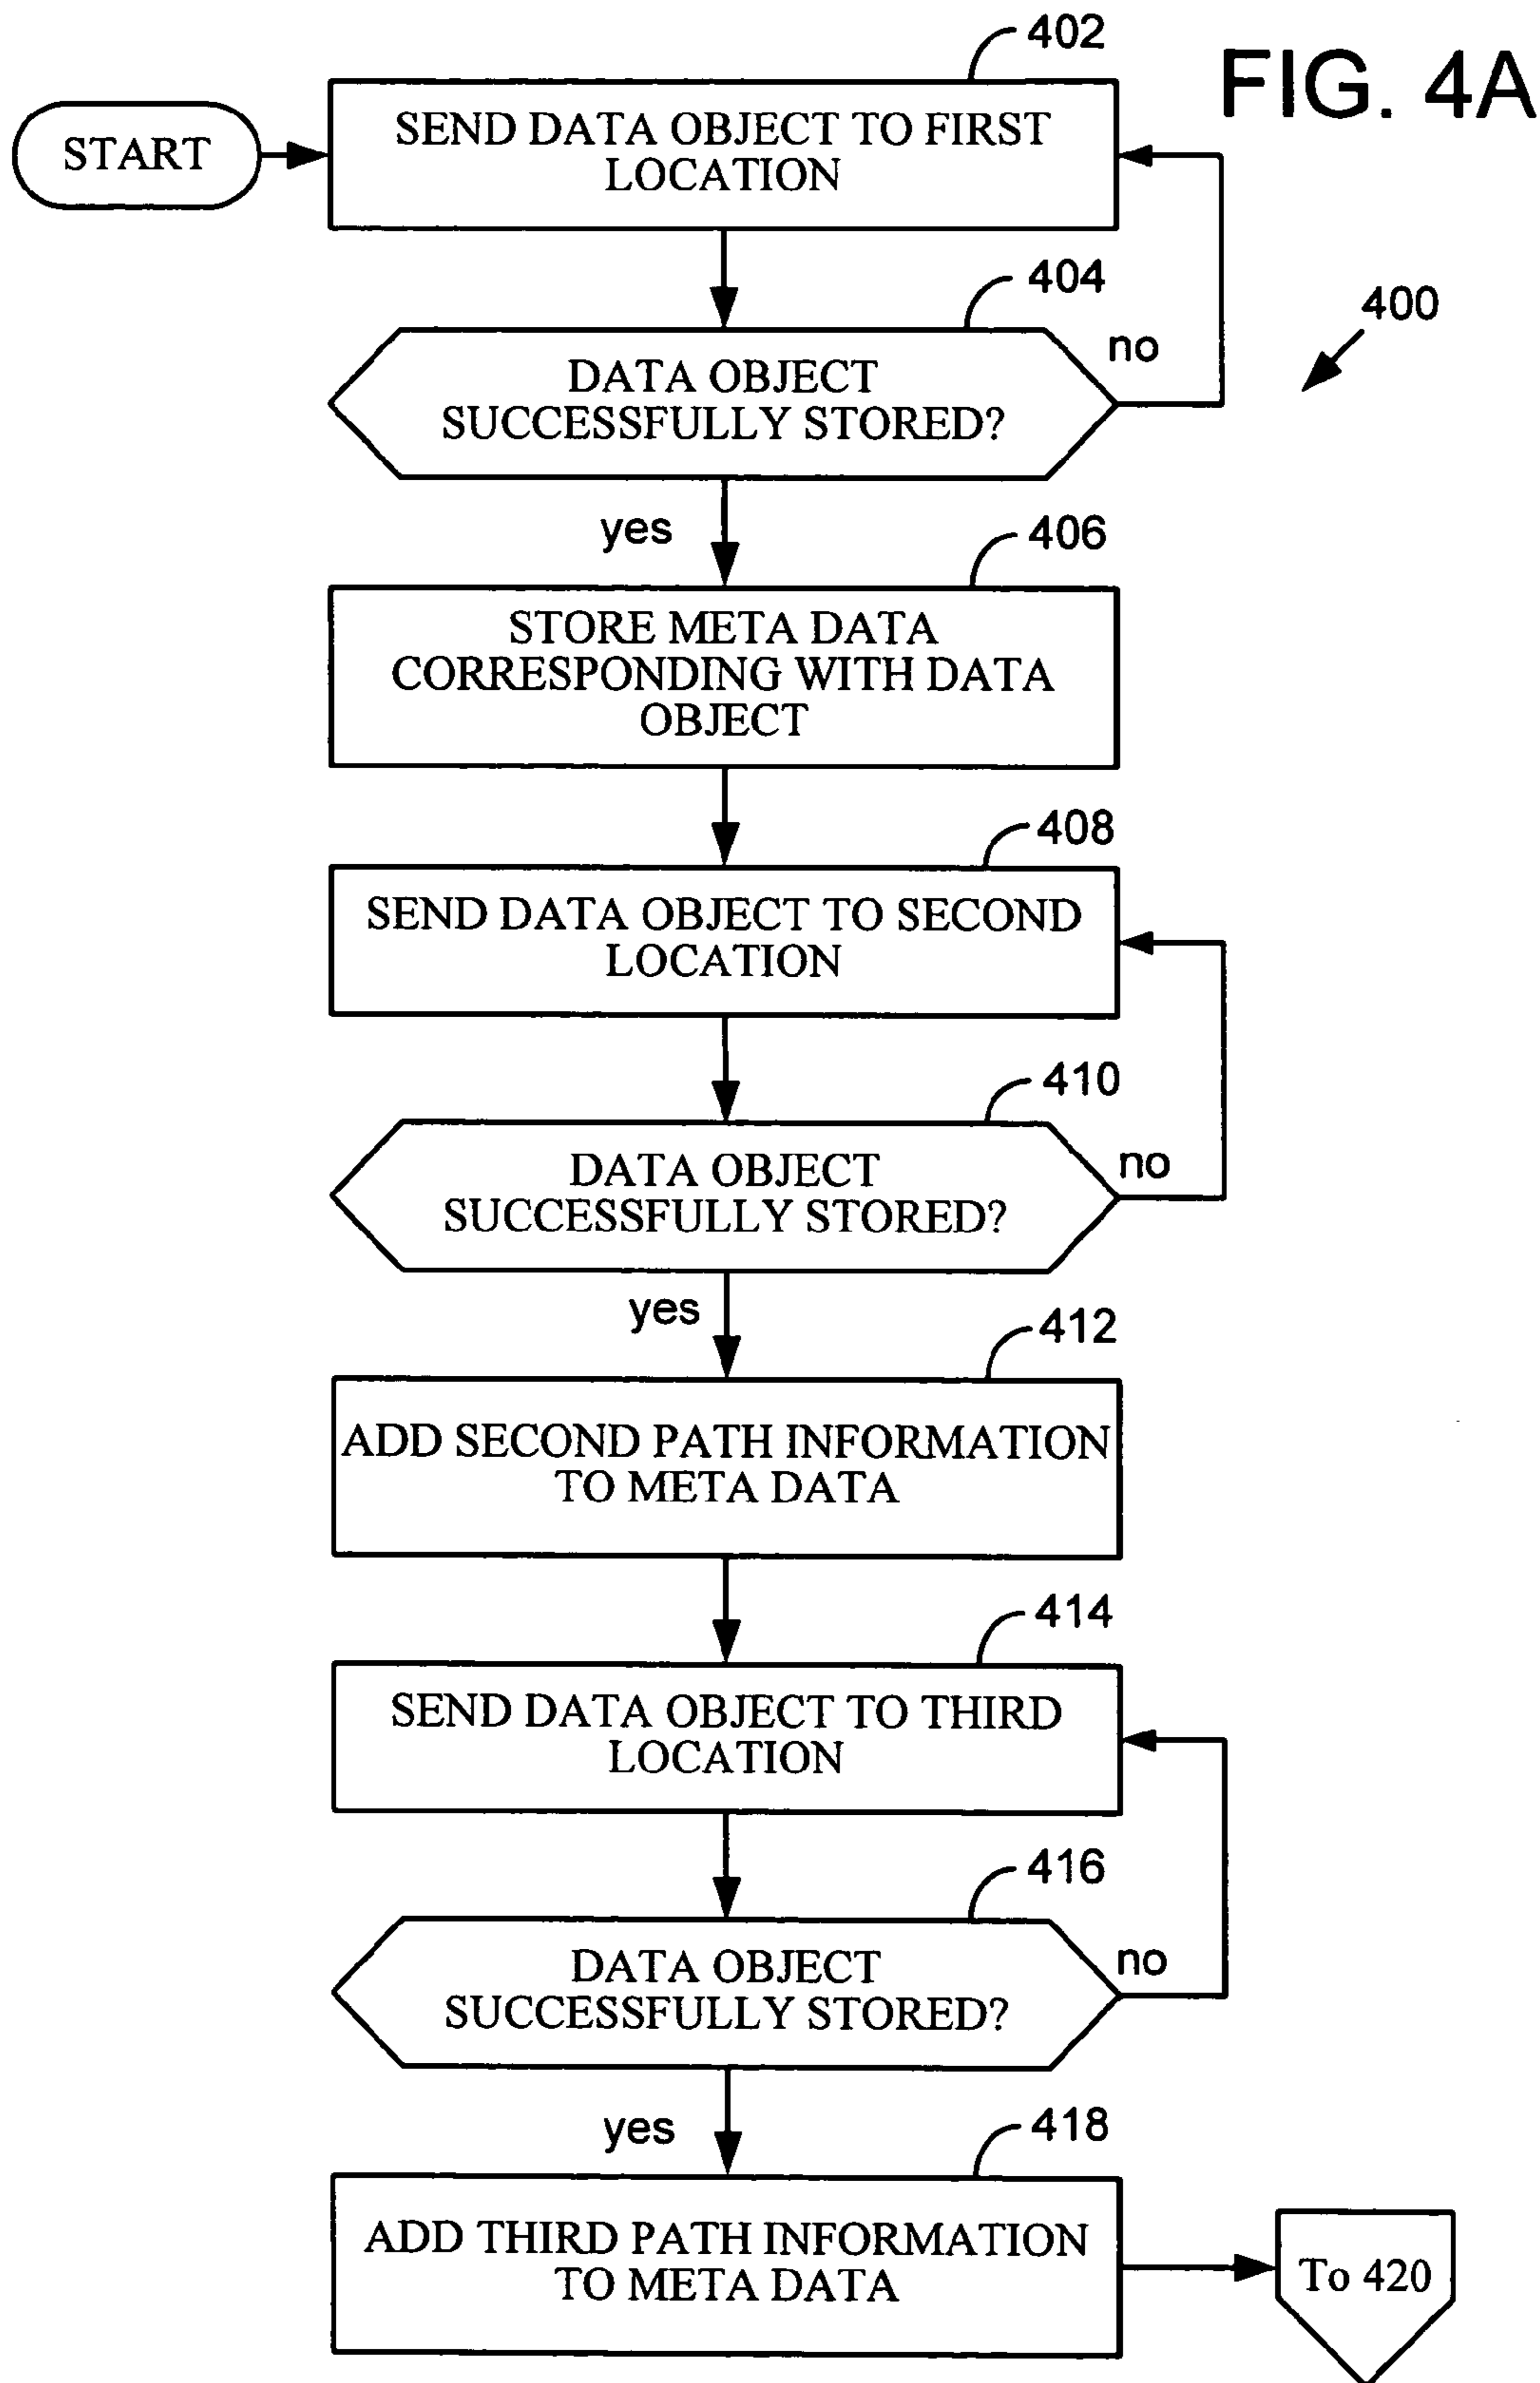 402
FIG. 4A
START
SEND DATA OBJECT TO FIRST
LOCATION
404
400
no
DATA OBJECT
SUCCESSFULLY STORED?
yes
406
STORE META DATA
CORRESPONDING WITH DATA
OBJECT
408
SEND DATA OBJECT TO SECOND
LOCATION
410
no
DATA OBJECT
SUCCESSFULLY STORED?
yes
412
ADD SECOND PATH INFORMATION
TO META DATA
414
SEND DATA OBJECT TO THIRD
LOCATION
416
no
DATA OBJECT
SUCCESSFULLY STORED?
yes
418
ADD THIRD PATH INFORMATION
TO META DATA
To 420